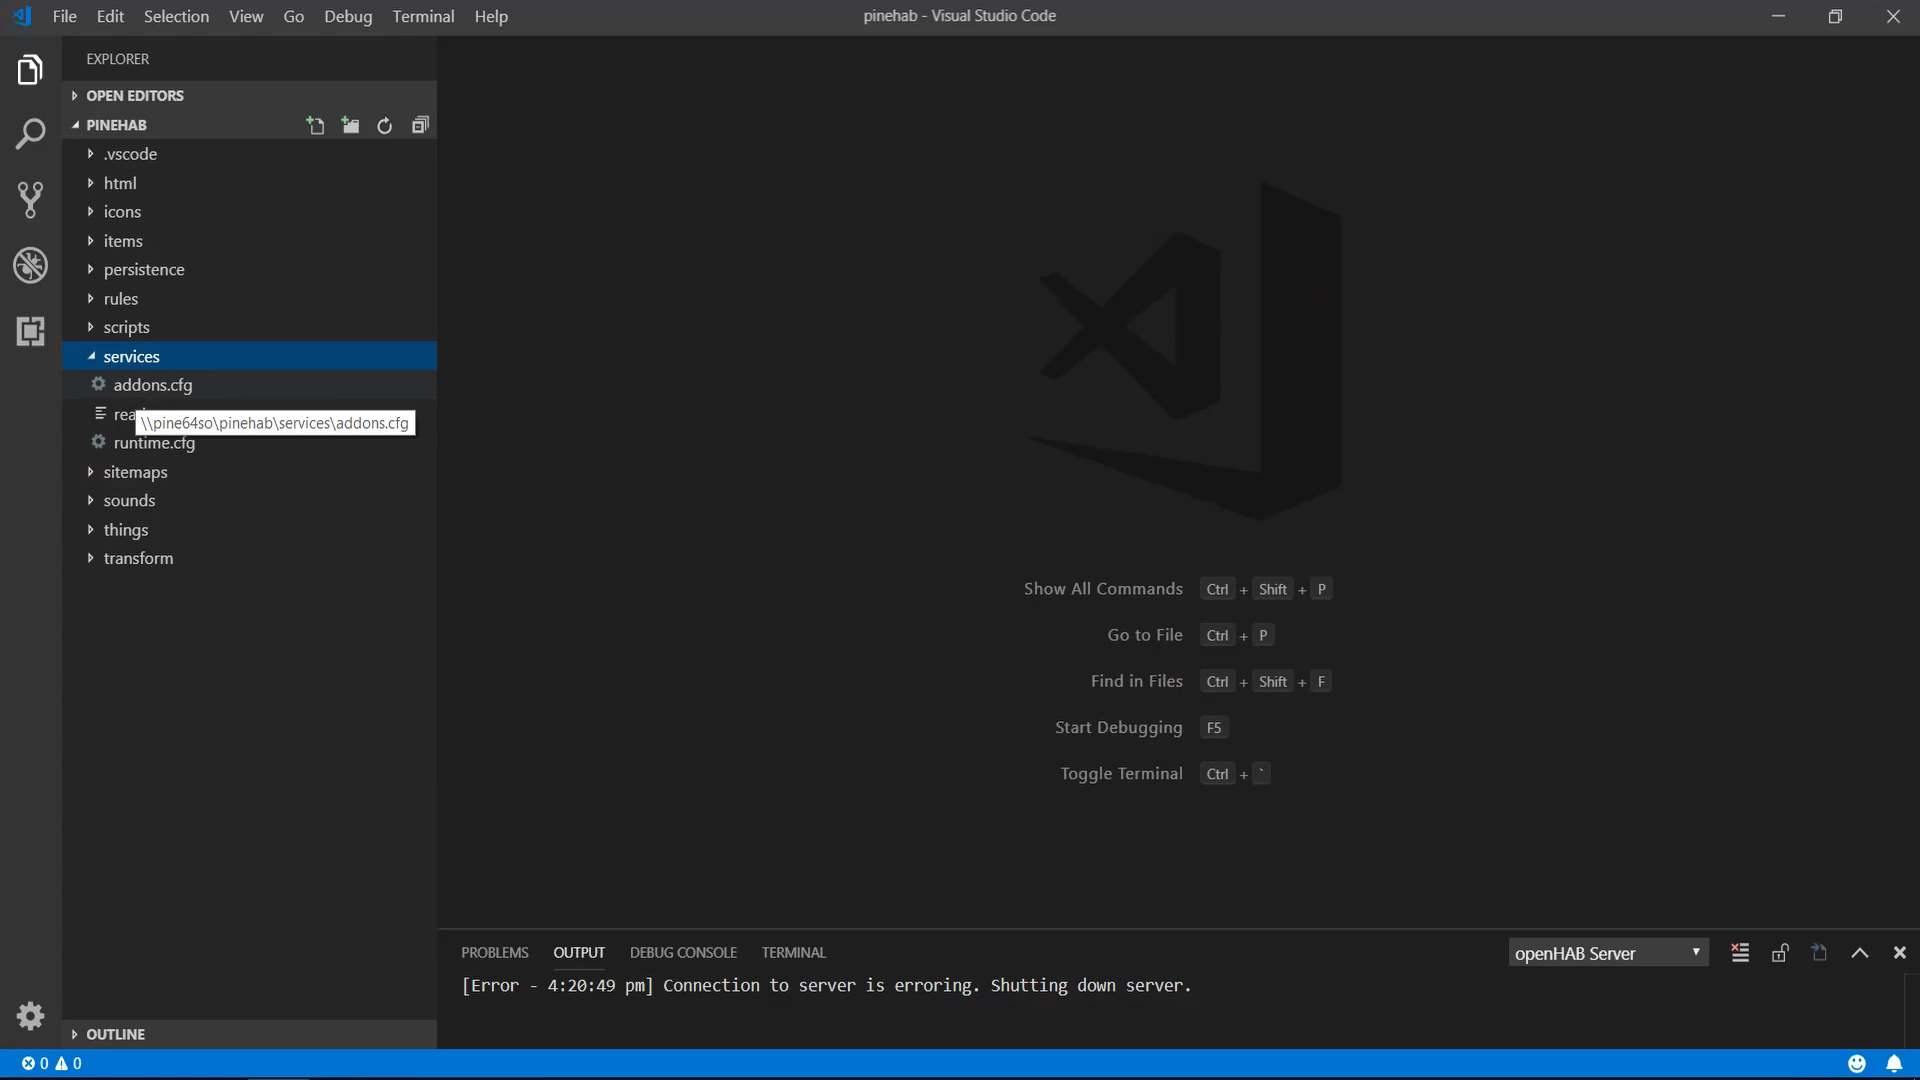 File Edit Selection View Go Debug Terminal Help
pinehab - Visual Studio Code
EXPLORER
OPEN EDITORS
PINEHAB
.vscode
html
icons
items
persistence
rules
scripts
services
addons.cfg
\\pine64so\pinehab\services\addons.cfg
runtime.cfg
sitemaps
sounds
things
transform
OUTLINE
Show All Commands Ctrl + Shift + P
Go to File Ctrl + P
Find in Files Ctrl + Shift + F
Start Debugging F5
Toggle Terminal Ctrl + `
PROBLEMS OUTPUT DEBUG CONSOLE TERMINAL
openHAB Server
[Error - 4:20:49 pm] Connection to server is erroring. Shutting down server.
0 0